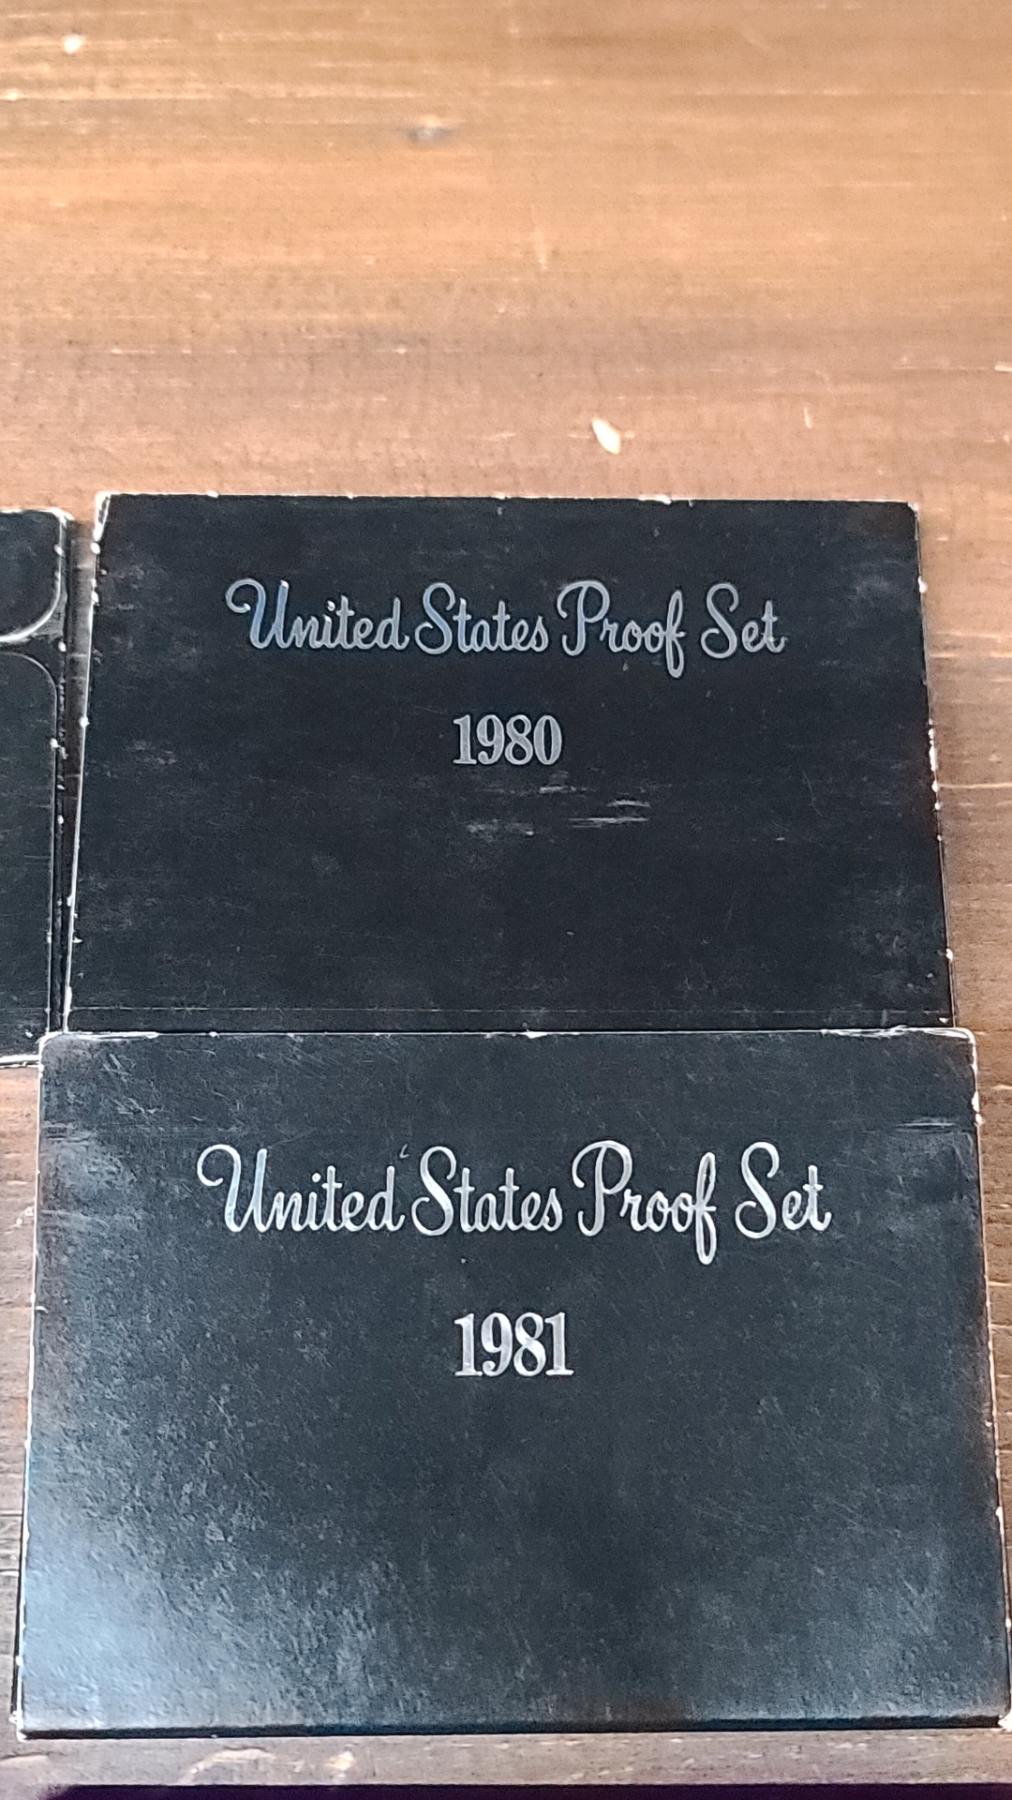 United States Proof Set
1980
United States Proof Set
1981